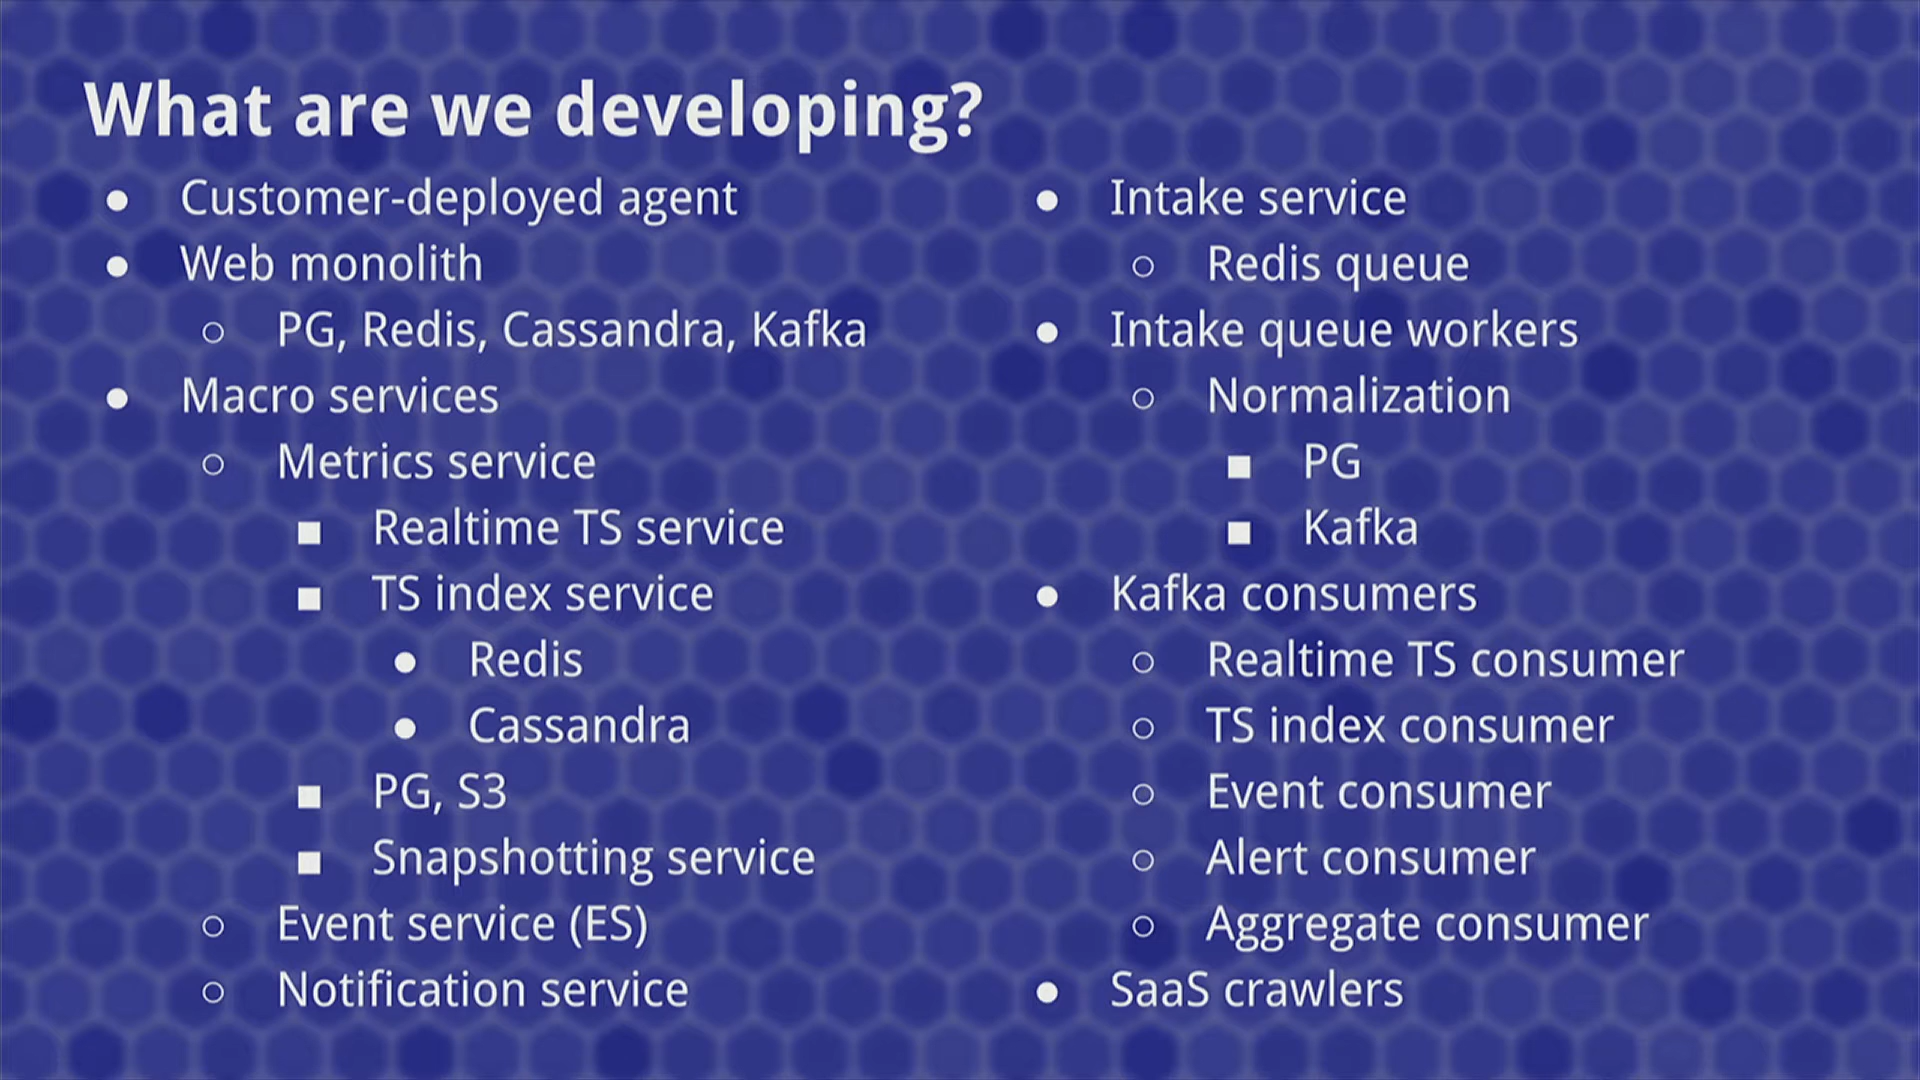 What are we developing?
● Customer-deployed agent
● Web monolith
○ PG, Redis, Cassandra, Kafka
● Macro services
○ Metrics service
■ Realtime TS service
■ TS index service
● Redis
● Cassandra
■ PG, S3
■ Snapshotting service
○ Event service (ES)
○ Notification service
● Intake service
○ Redis queue
● Intake queue workers
○ Normalization
■ PG
■ Kafka
● Kafka consumers
○ Realtime TS consumer
○ TS index consumer
○ Event consumer
○ Alert consumer
○ Aggregate consumer
● SaaS crawlers